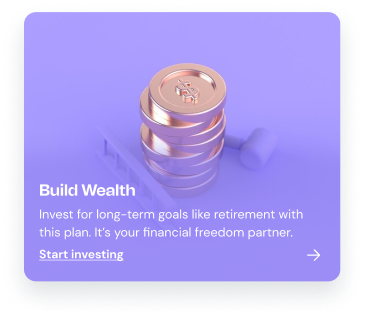 Build Wealth
Invest for long-term goals like retirement with
this plan. It's your financial freedom partner.
Start investing